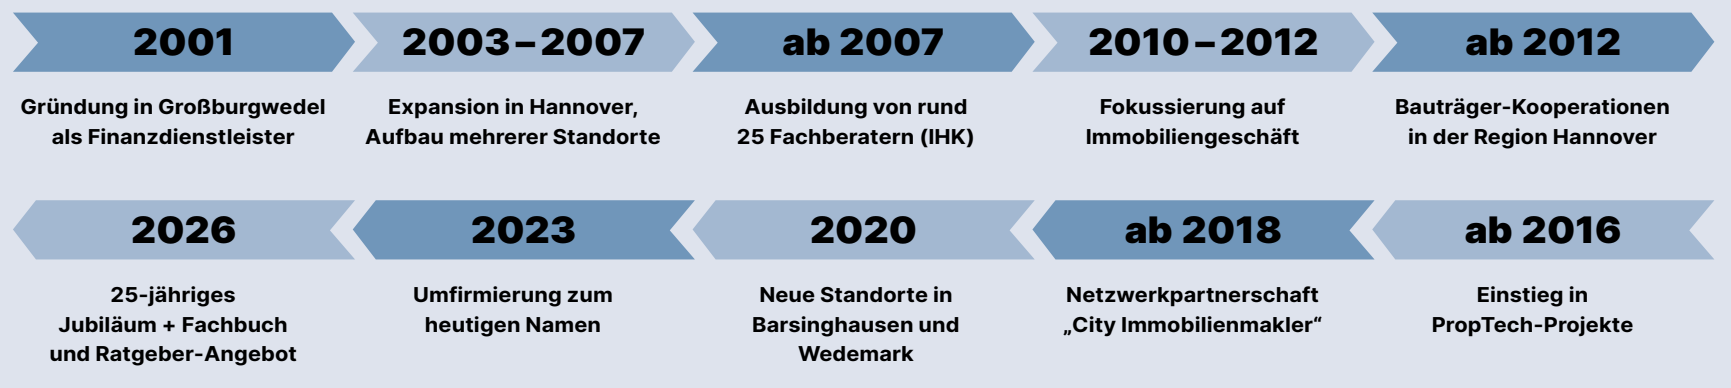 2001
Gründung in Großburgwedel
als Finanzdienstleister
2003–2007
Expansion in Hannover,
Aufbau mehrerer Standorte
ab 2007
Ausbildung von rund
25 Fachberatern (IHK)
2010–2012
Fokussierung auf
Immobiliengeschäft
ab 2012
Bauträger-Kooperationen
in der Region Hannover
ab 2016
Einstieg in
PropTech-Projekte
ab 2018
Netzwerkpartnerschaft
„City Immobilienmakler“
2020
Neue Standorte in
Barsinghausen und
Wedemark
2023
Umfirmierung zum
heutigen Namen
2026
25-jähriges
Jubiläum + Fachbuch
und Ratgeber-Angebot